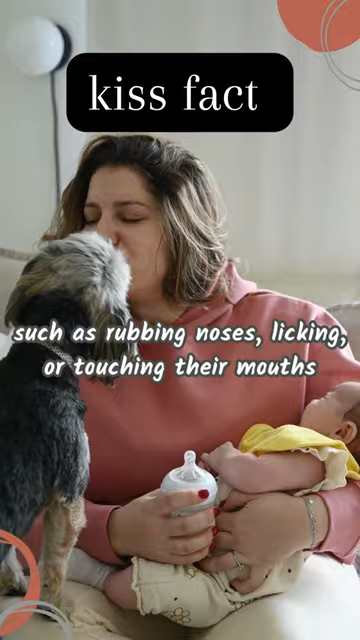 kiss fact
such as rubbing noses, licking,
or touching their mouths